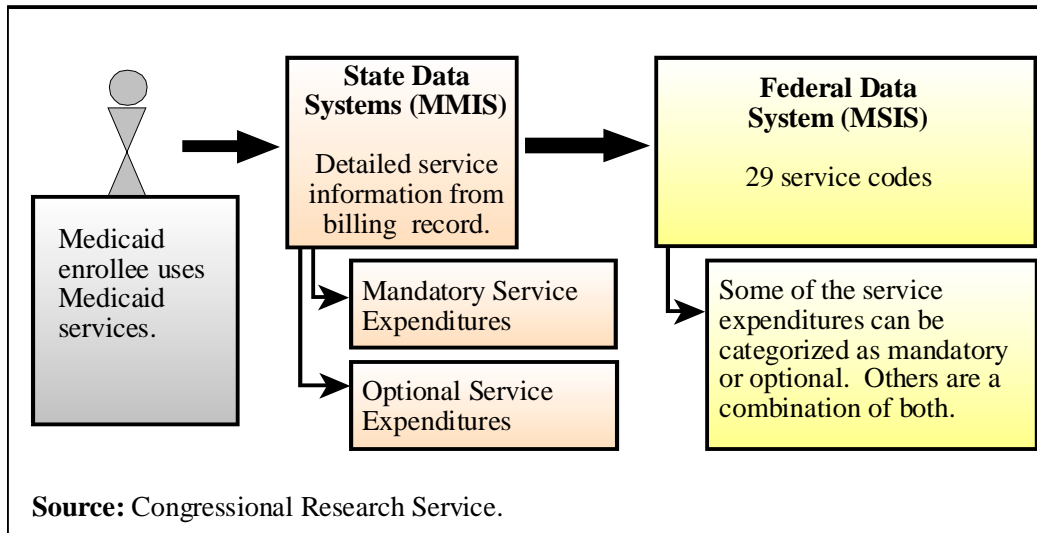 State Data
Systems (MMIS)
Detailed service
information from
billing record.
Federal Data
System (MSIS)
29 service codes
Medicaid
enrollee uses
Medicaid
services.
Mandatory Service
Expenditures
Optional Service
Expenditures
Some of the service
expenditures can be
categorized as mandatory
or optional. Others are a
combination of both.
Source: Congressional Research Service.